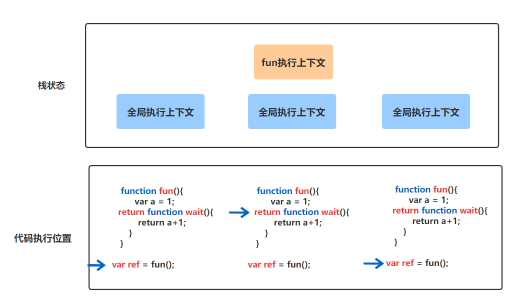 栈状态
fun执行上下文
全局执行上下文
全局执行上下文
全局执行上下文
代码执行位置
function fun(){
var a = 1;
return function wait(){
return a+1;
}
}
var ref = fun();
function fun(){
var a = 1;
return function wait(){
return a+1;
}
}
var ref = fun();
function fun(){
var a = 1;
return function wait(){
return a+1;
}
}
var ref = fun();